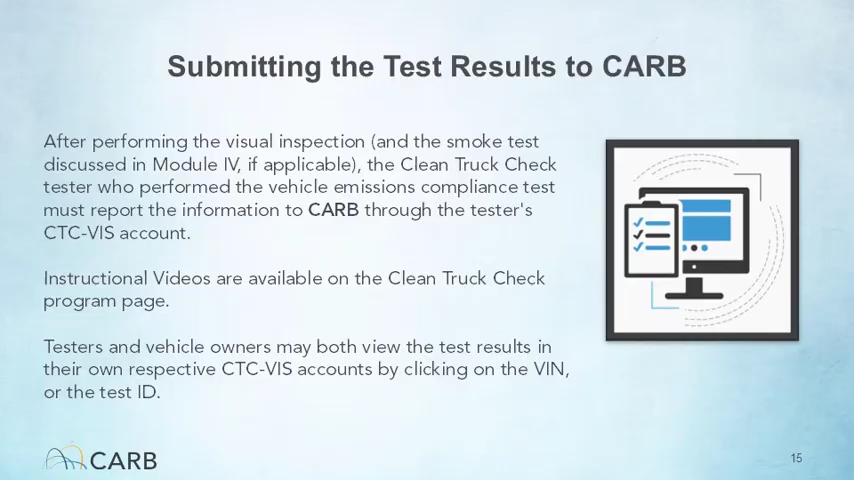 Submitting the Test Results to CARB
After performing the visual inspection (and the smoke test
discussed in Module IV, if applicable), the Clean Truck Check
tester who performed the vehicle emissions compliance test
must report the information to CARB through the tester's
CTC-VIS account.
Instructional Videos are available on the Clean Truck Check
program page.
Testers and vehicle owners may both view the test results in
their own respective CTC-VIS accounts by clicking on the VIN,
or the test ID.
CARB
15